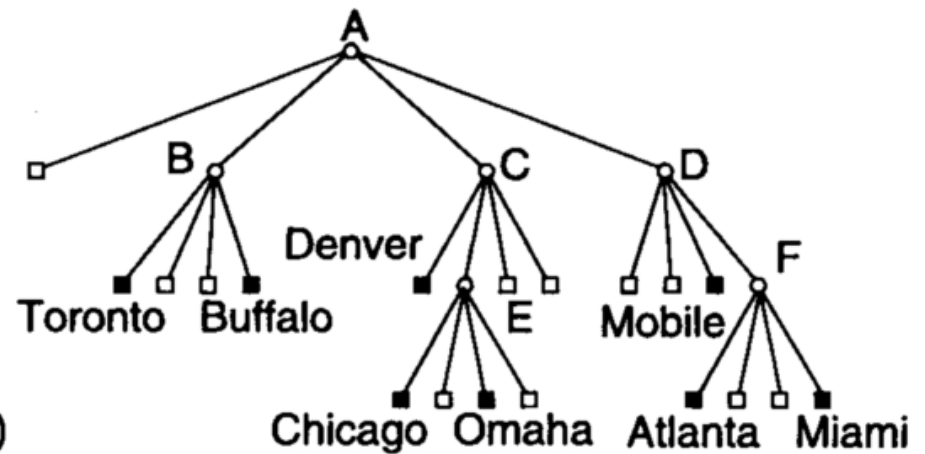 A
B
C
D
Denver
F
Toronto Buffalo
E
Mobile
)
Chicago Omaha Atlanta Miami